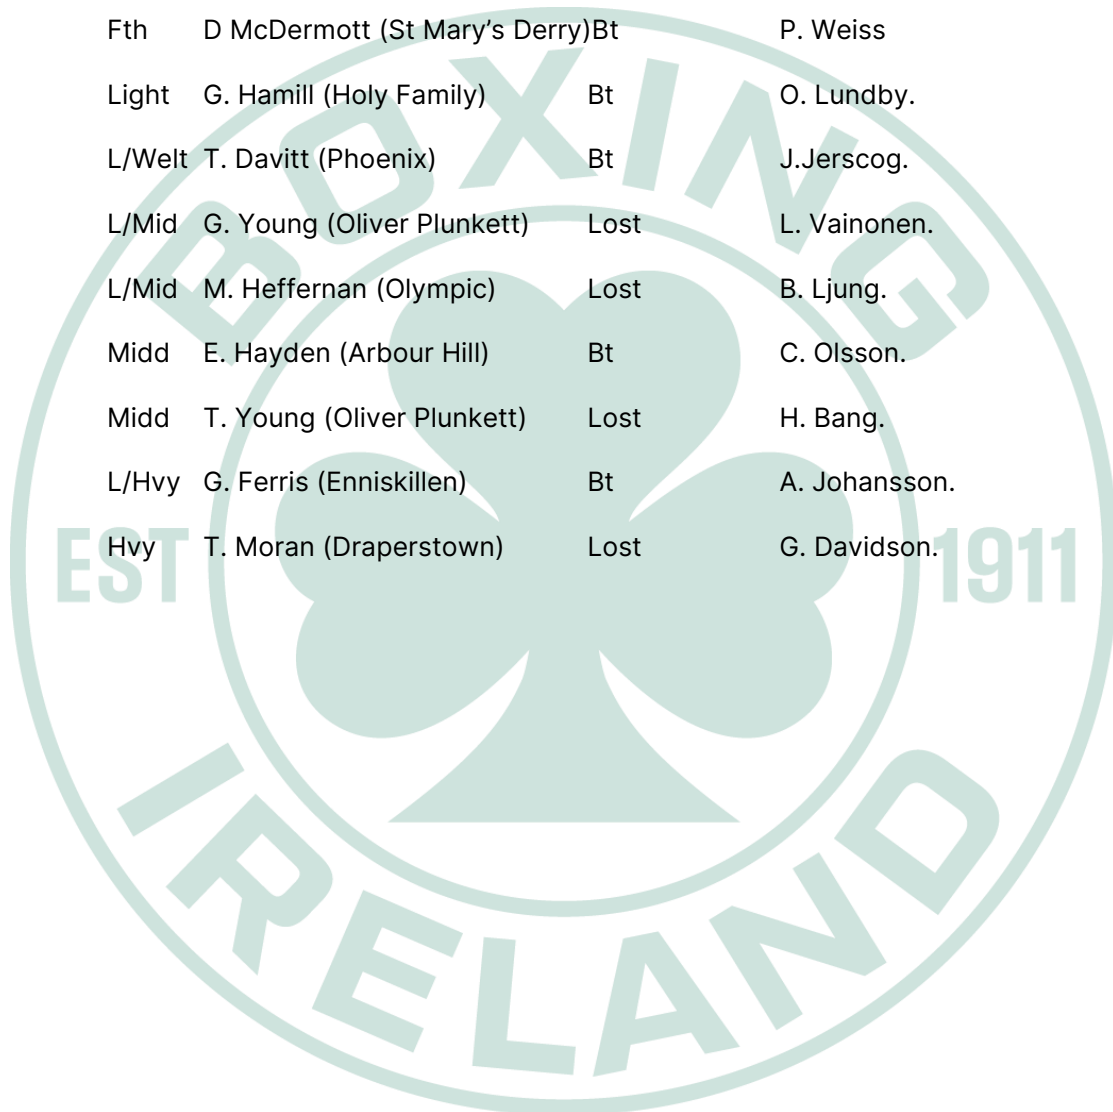 Fth D McDermott (St Mary’s Derry)Bt P. Weiss
Light G. Hamill (Holy Family) Bt O. Lundby.
L/Welt T. Davitt (Phoenix) Bt J.Jerscog.
L/Mid G. Young (Oliver Plunkett) Lost L. Vainonen.
L/Mid M. Heffernan (Olympic) Lost B. Ljung.
Midd E. Hayden (Arbour Hill) Bt C. Olsson.
Midd T. Young (Oliver Plunkett) Lost H. Bang.
L/Hvy G. Ferris (Enniskillen) Bt A. Johansson.
Hvy T. Moran (Draperstown) Lost G. Davidson.
BOXING
EST 1911
IRELAND